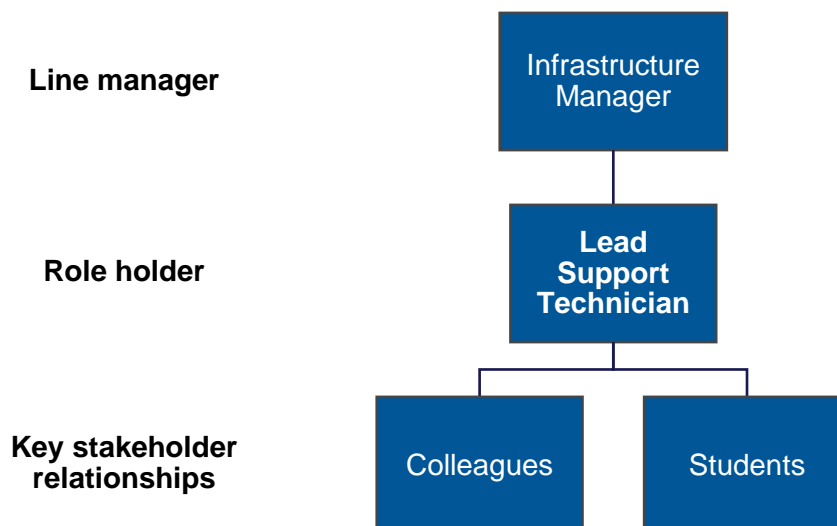 Line manager
Infrastructure
Manager
Role holder
Lead
Support
Technician
Key stakeholder
relationships
Colleagues
Students